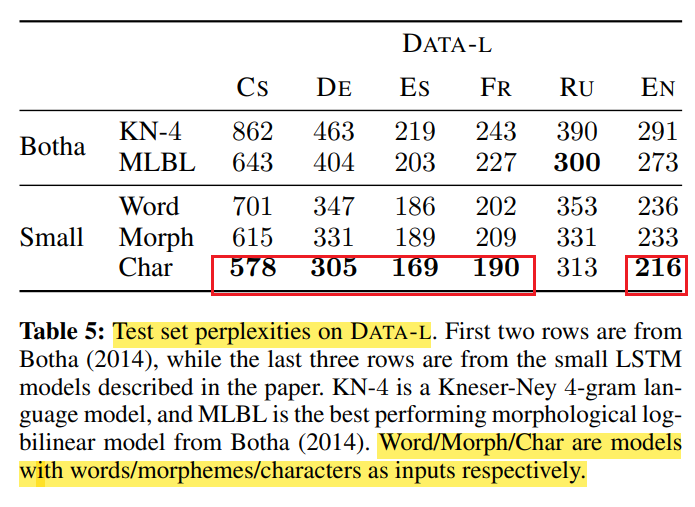 DATA-L
CS DE ES FR RU EN
Botha
KN-4 862 463 219 243 390 291
MLBL 643 404 203 227 300 273
Small
Word 701 347 186 202 353 236
Morph 615 331 189 209 331 233
Char 578 305 169 190 313 216
Table 5: Test set perplexities on DATA-L. First two rows are from
Botha (2014), while the last three rows are from the small LSTM
models described in the paper. KN-4 is a Kneser-Ney 4-gram lan-
guage model, and MLBL is the best performing morphological log-
bilinear model from Botha (2014). Word/Morph/Char are models
with words/morphemes/characters as inputs respectively.